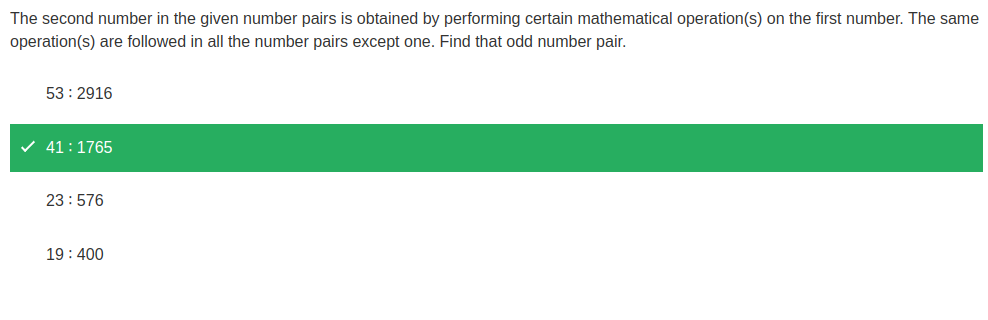 The second number in the given number pairs is obtained by performing certain mathematical operation(s) on the first number. The same
operation(s) are followed in all the number pairs except one. Find that odd number pair.
53 : 2916
41 : 1765
23 : 576
19 : 400